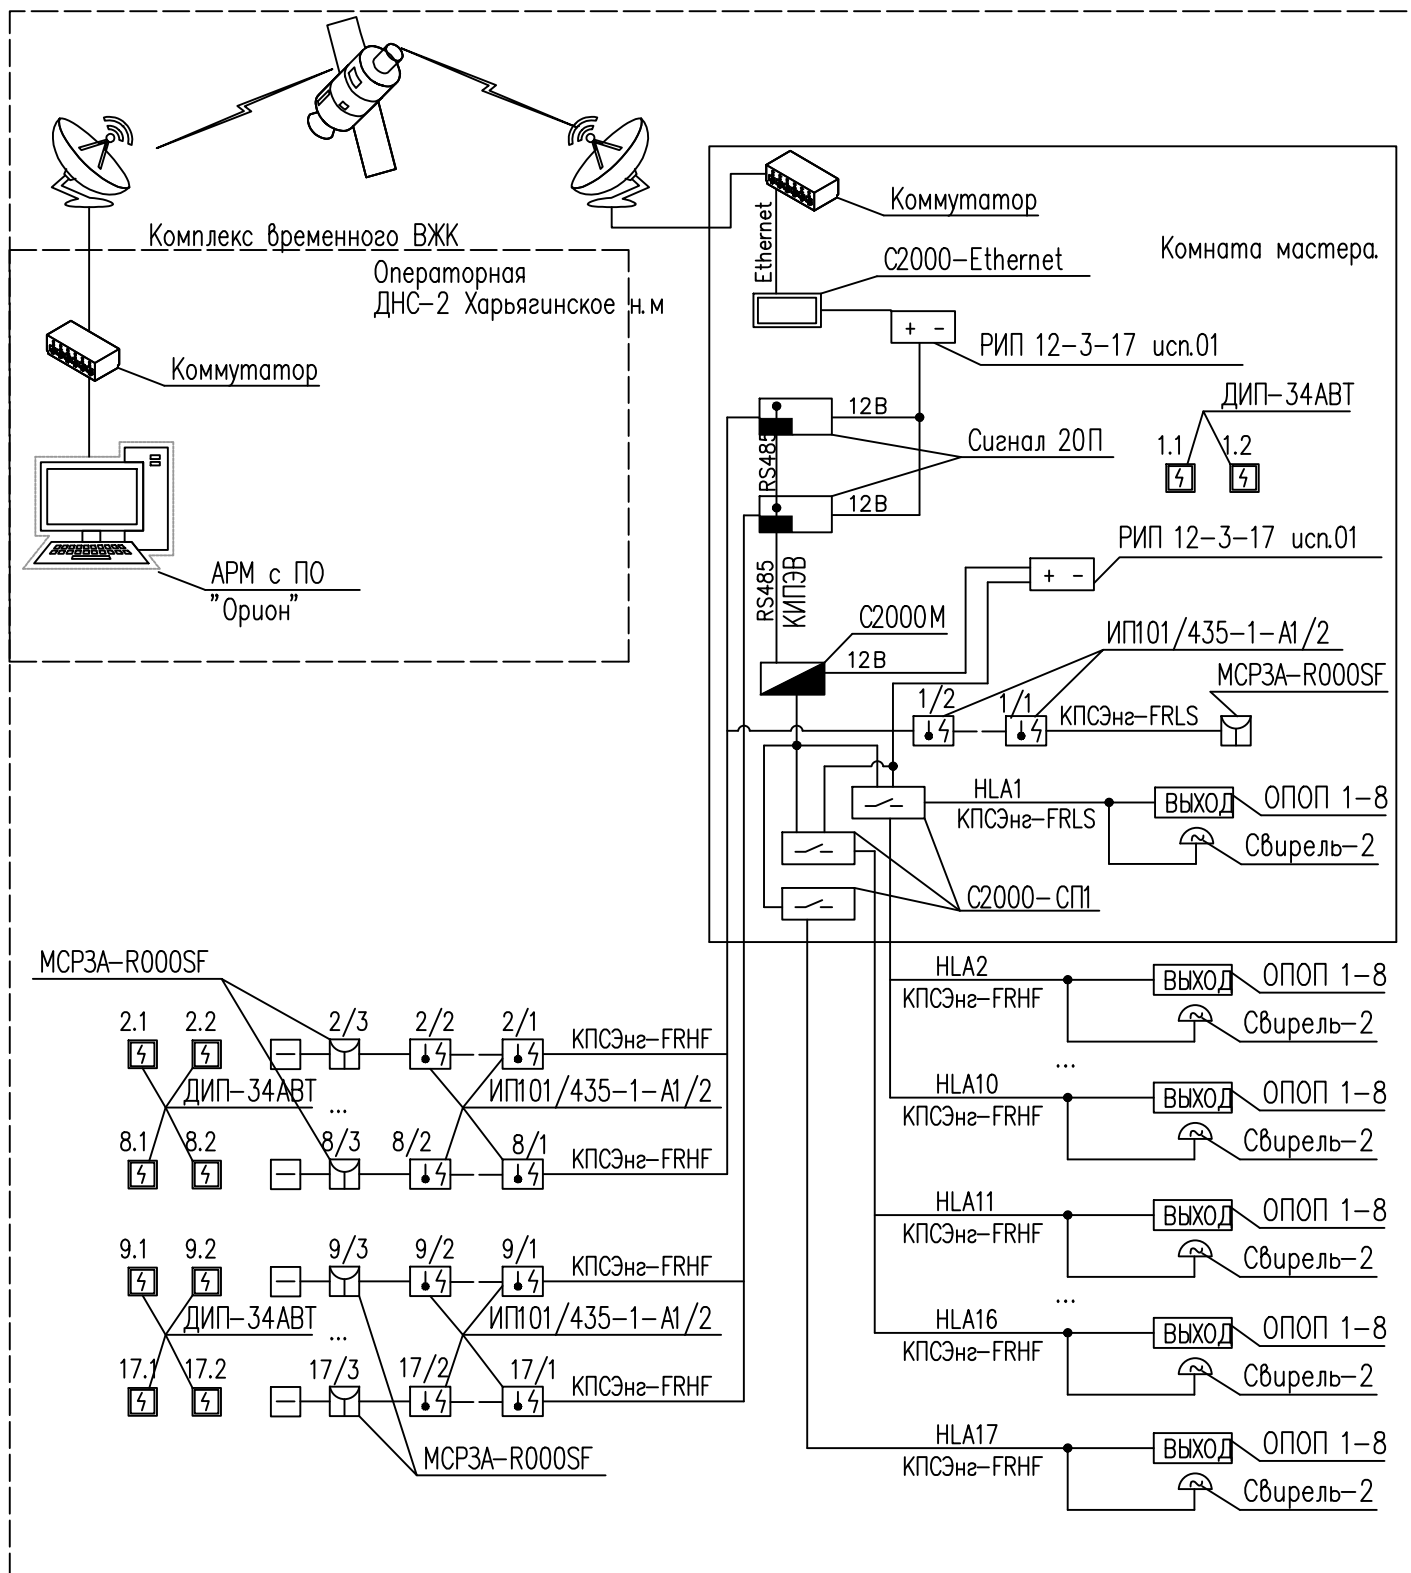 Комплекс временного ВЖК
Операторная
ДНС-2 Харьягинское н.м
Коммутатор
АРМ с ПО
"Орион"
Коммутатор
Ethernet
Комната мастера.
С2000-Ethernet
+ -
РИП 12-3-17 исп.01
12В
RS485
Сигнал 20П
12В
ДИП-34АВТ
1.1
1.2
RS485
КИПЭВ
+ -
РИП 12-3-17 исп.01
С2000М
12В
ИП101/435-1-А1/2
МСР3А-R000SF
1/2
1/1
КПСЭнг-FRLS
HLA1
КПСЭнг-FRLS
ВЫХОД
ОПОП 1-8
Свирель-2
С2000-СП1
HLA2
КПСЭнг-FRHF
ВЫХОД
ОПОП 1-8
Свирель-2
...
HLA10
КПСЭнг-FRHF
ВЫХОД
ОПОП 1-8
Свирель-2
HLA11
КПСЭнг-FRHF
ВЫХОД
ОПОП 1-8
Свирель-2
...
HLA16
КПСЭнг-FRHF
ВЫХОД
ОПОП 1-8
Свирель-2
HLA17
КПСЭнг-FRHF
ВЫХОД
ОПОП 1-8
Свирель-2
МСР3А-R000SF
2.1
2.2
2/3
2/2
2/1
КПСЭнг-FRHF
ДИП-34АВТ
...
ИП101/435-1-А1/2
8.1
8.2
8/3
8/2
8/1
КПСЭнг-FRHF
9.1
9.2
9/3
9/2
9/1
КПСЭнг-FRHF
ДИП-34АВТ
...
ИП101/435-1-А1/2
17.1
17.2
17/3
17/2
17/1
КПСЭнг-FRHF
МСР3А-R000SF